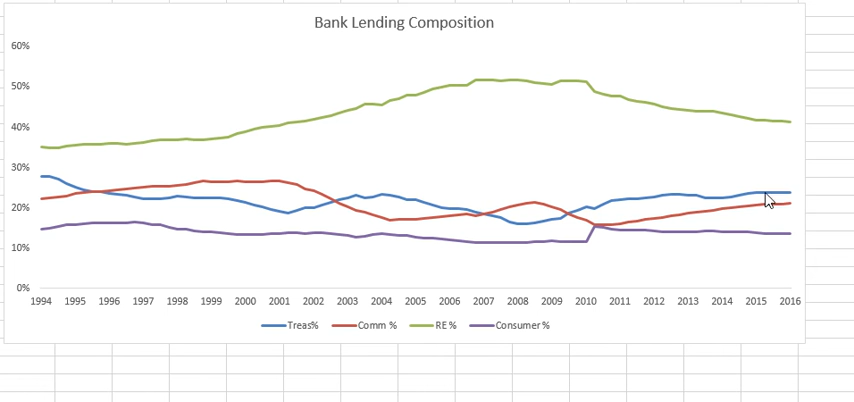 Bank Lending Composition
60%
50%
40%
30%
20%
10%
0%
1994 1995 1996 1997 1998 1999 2000 2001 2002 2003 2004 2005 2006 2007 2008 2009 2010 2011 2012 2013 2014 2015 2016
Treas% Comm % RE % Consumer %